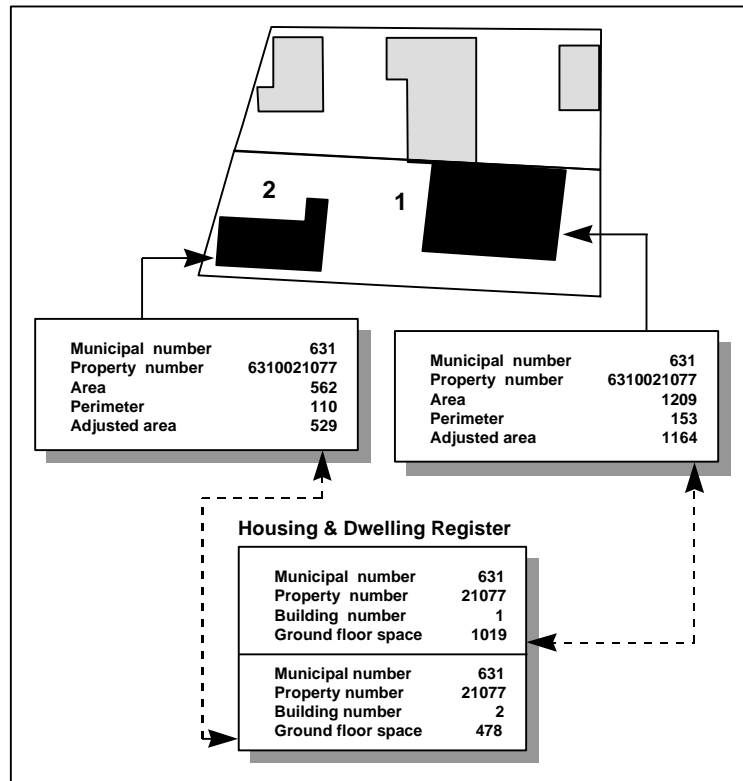 2
1
Municipal number 631
Property number 6310021077
Area 562
Perimeter 110
Adjusted area 529
Municipal number 631
Property number 6310021077
Area 1209
Perimeter 153
Adjusted area 1164
Housing & Dwelling Register
Municipal number 631
Property number 21077
Building number 1
Ground floor space 1019
Municipal number 631
Property number 21077
Building number 2
Ground floor space 478